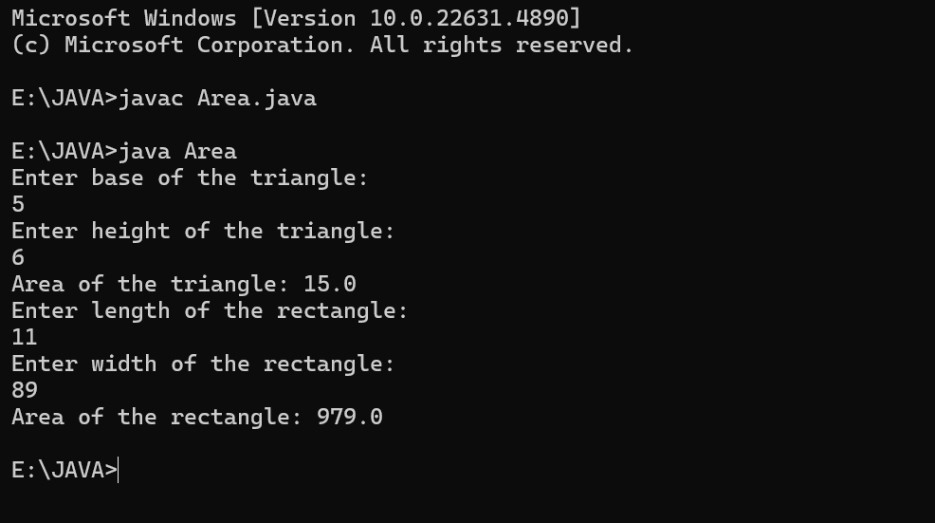 Microsoft Windows [Version 10.0.22631.4890]
(c) Microsoft Corporation. All rights reserved.
E:\JAVA>javac Area.java
E:\JAVA>java Area
Enter base of the triangle:
5
Enter height of the triangle:
6
Area of the triangle: 15.0
Enter length of the rectangle:
11
Enter width of the rectangle:
89
Area of the rectangle: 979.0
E:\JAVA>